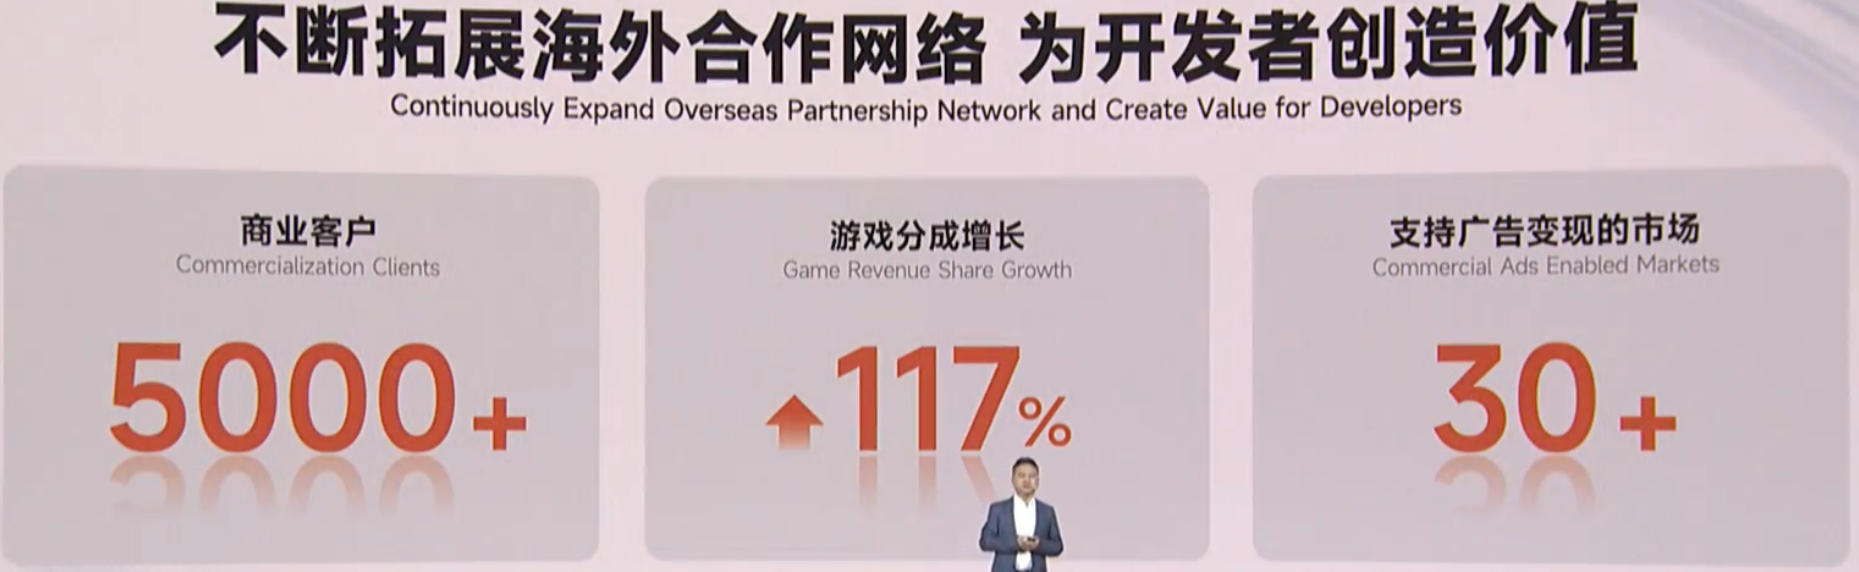 不断拓展海外合作网络 为开发者创造价值
Continuously Expand Overseas Partnership Network and Create Value for Developers
商业客户
Commercialization Clients
5000+
游戏分成增长
Game Revenue Share Growth
117%
支持广告变现的市场
Commercial Ads Enabled Markets
30+